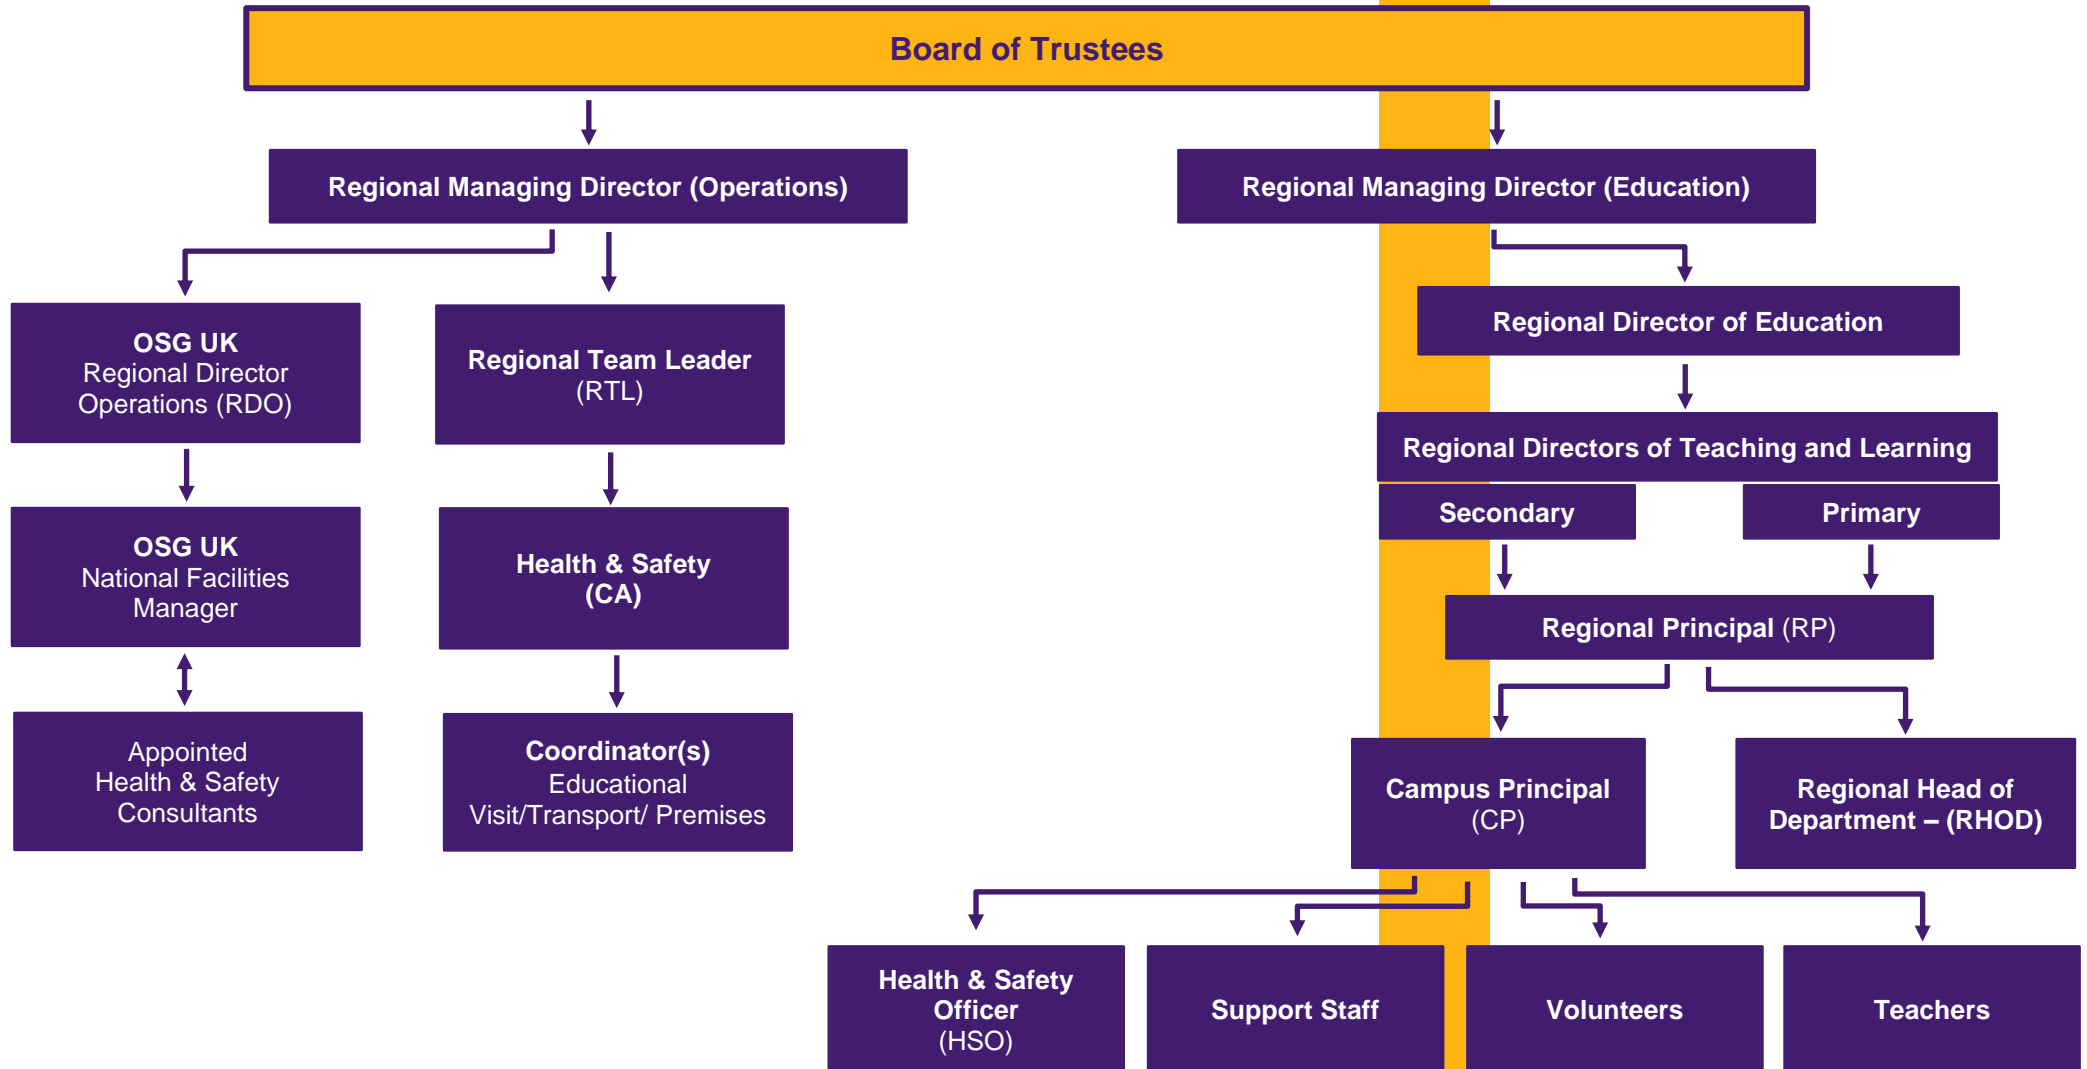 Board of Trustees
Regional Managing Director (Operations)
Regional Managing Director (Education)
OSG UK
Regional Director
Operations (RDO)
Regional Team Leader
(RTL)
Regional Director of Education
Regional Directors of Teaching and Learning
Secondary
Primary
OSG UK
National Facilities
Manager
Health & Safety
(CA)
Regional Principal (RP)
Appointed
Health & Safety
Consultants
Coordinator(s)
Educational
Visit/Transport/ Premises
Campus Principal
(CP)
Regional Head of
Department – (RHOD)
Health & Safety
Officer
(HSO)
Support Staff
Volunteers
Teachers